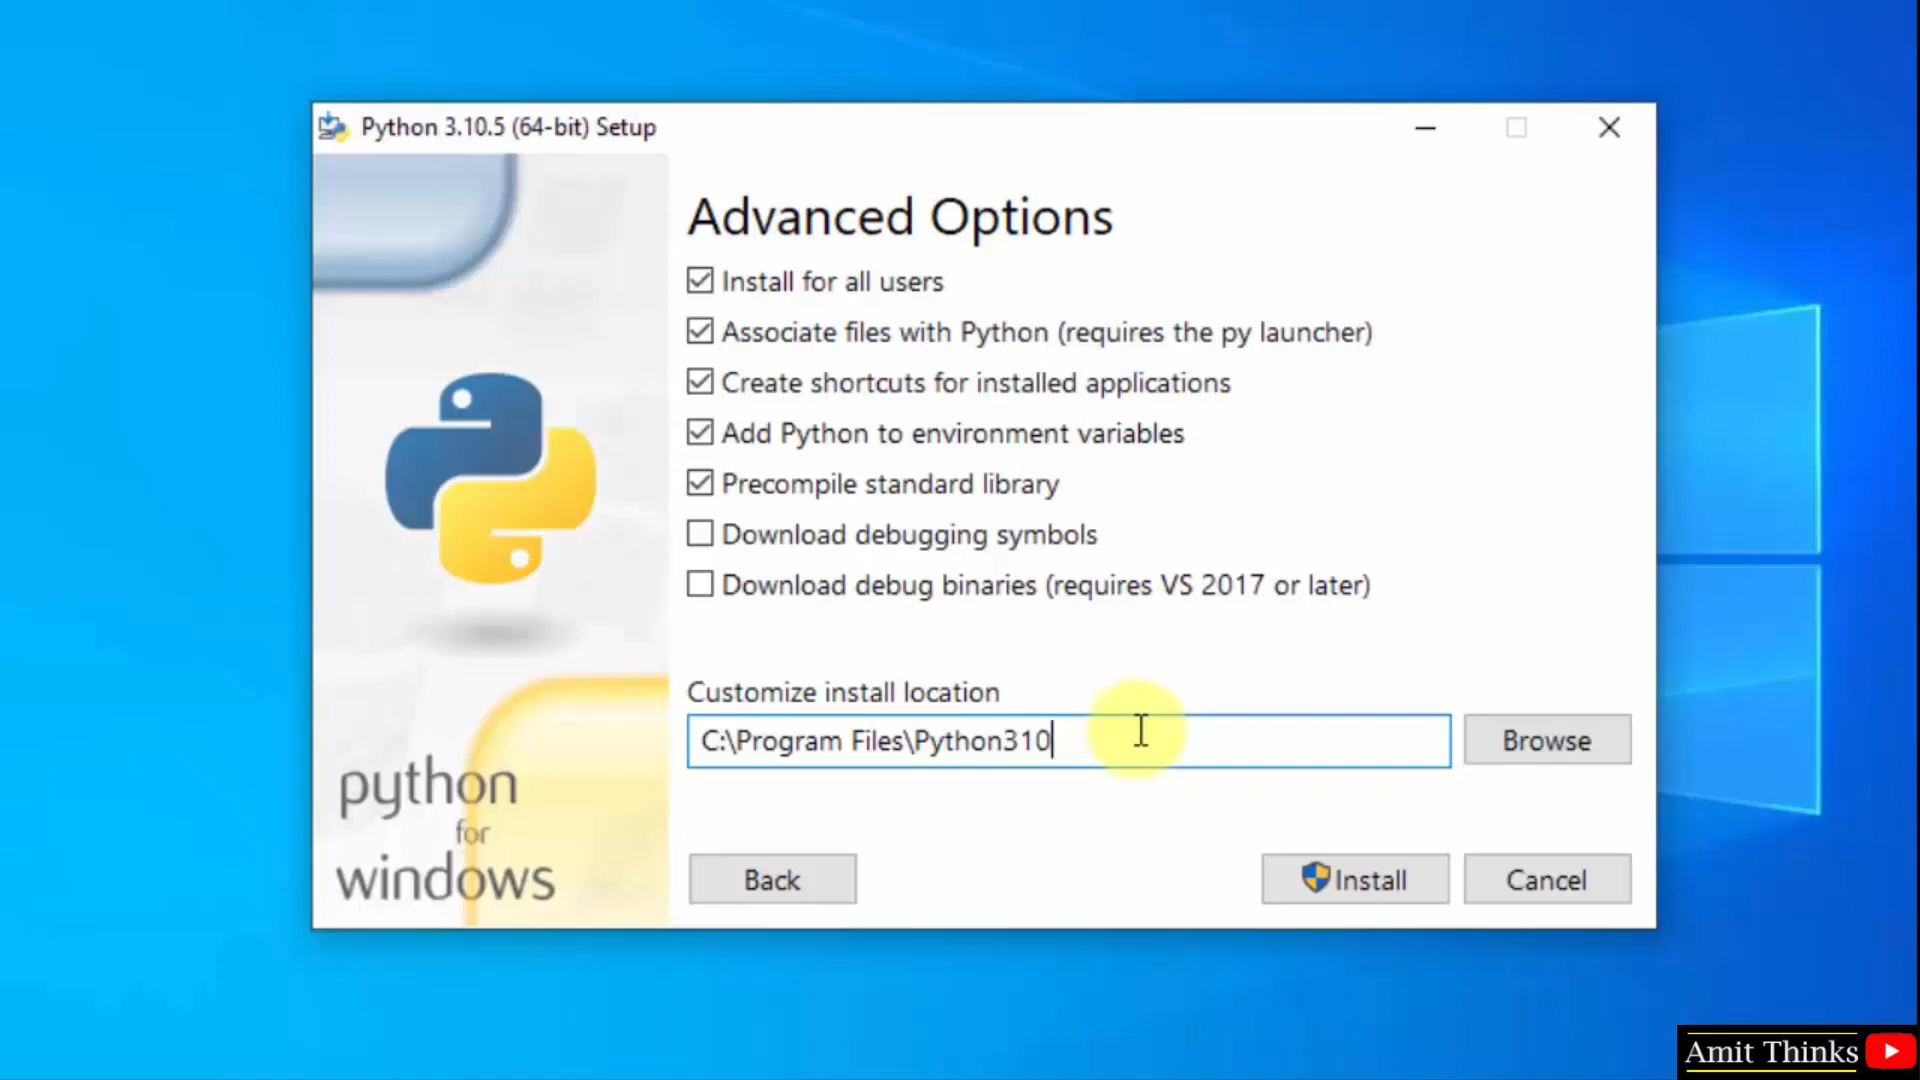 Python 3.10.5 (64-bit) Setup
Advanced Options
Install for all users
Associate files with Python (requires the py launcher)
Create shortcuts for installed applications
Add Python to environment variables
Precompile standard library
Download debugging symbols
Download debug binaries (requires VS 2017 or later)
Customize install location
C:\Program Files\Python310
Browse
python
for
windows
Back
Install
Cancel
Amit Thinks